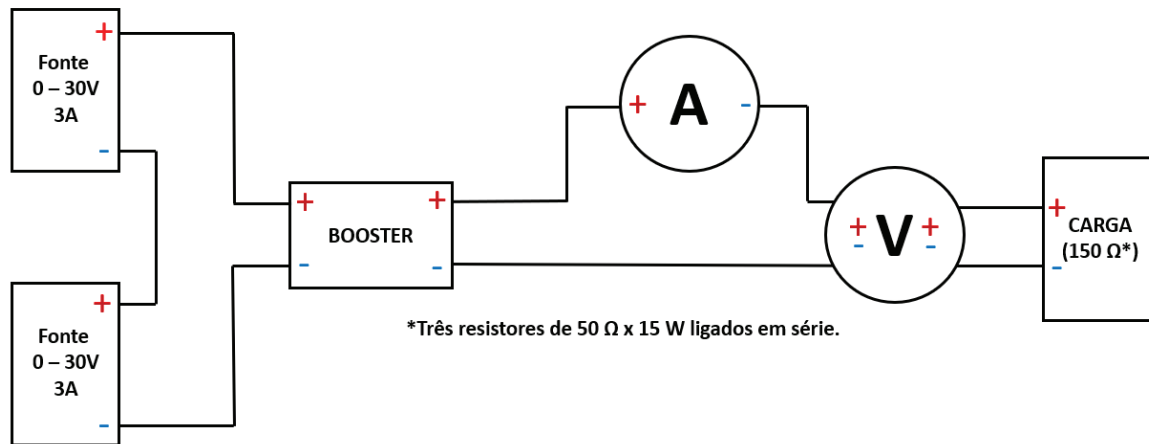 +
Fonte
0 – 30V
3A
-
+
Fonte
0 – 30V
3A
-
+ +
BOOSTER
- -
+ A -
+ V +
- -
+
CARGA
(150 Ω*)
-
*Três resistores de 50 Ω x 15 W ligados em série.